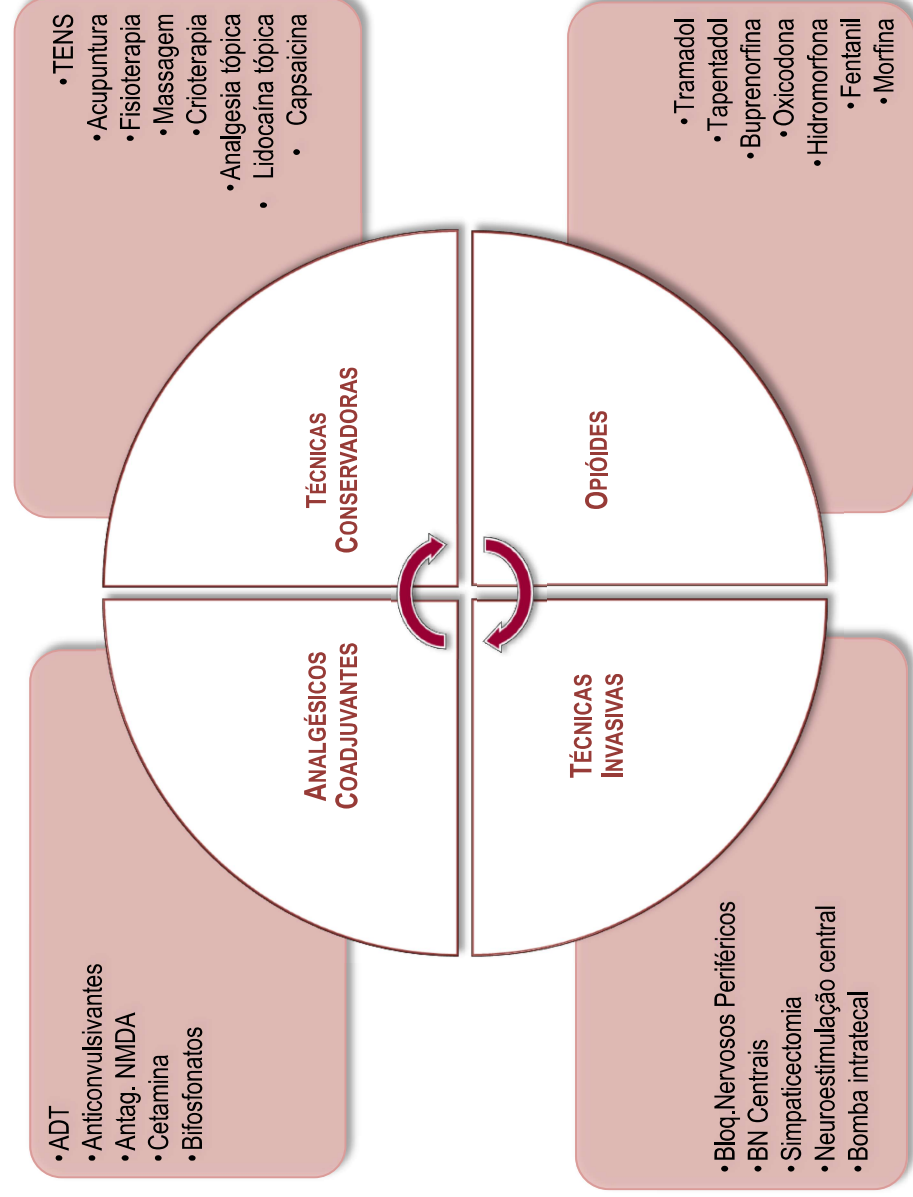 • ADT
• Anticonvulsivantes
• Antag. NMDA
• Cetamina
• Bifosfonatos
• TENS
• Acupuntura
• Fisioterapia
• Massagem
• Crioterapia
• Analgesia tópica
• Lidocaína tópica
• Capsaicina
ANALGÉSICOS
COADJUVANTES
TÉCNICAS
CONSERVADORAS
TÉCNICAS
INVASIVAS
OPIÓIDES
• Bloq.Nervosos Periféricos
• BN Centrais
• Simpaticectomia
• Neuroestimulação central
• Bomba intratecal
• Tramadol
• Tapentadol
• Buprenorfina
• Oxicodona
• Hidromorfona
• Fentanil
• Morfina